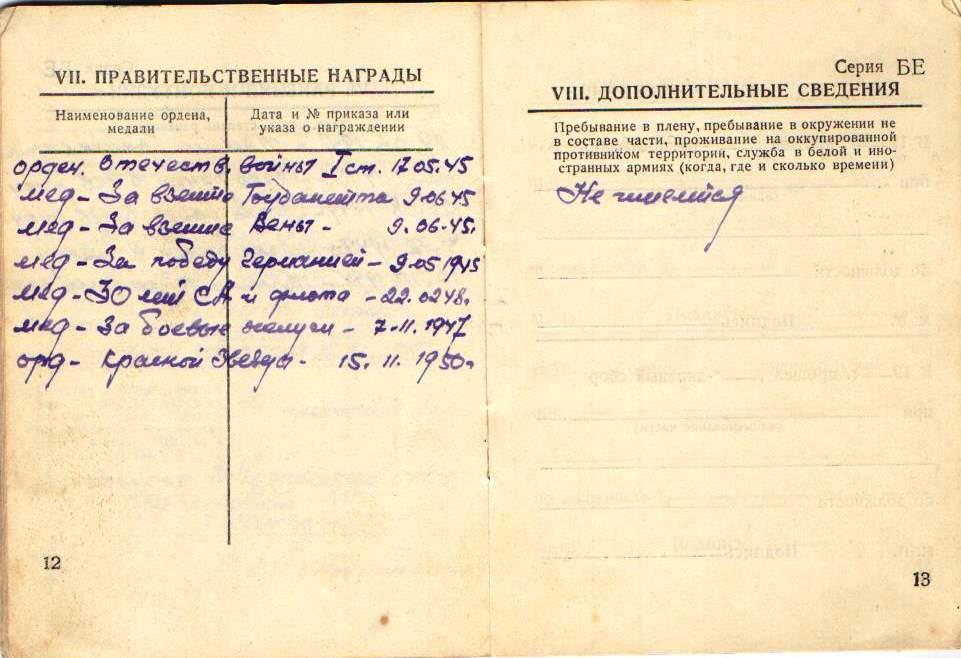 VII. ПРАВИТЕЛЬСТВЕННЫЕ НАГРАДЫ
Наименование ордена, медали
Дата и № приказа или указа о награждении
орден. Отечеств. войны I ст. 17.05.45
мед - За взятие 9.06 45
мед - За взятие Вены - 9.06-45.
мед - За победу Германией - 9.05 1945
мед - 30 лет СА и флота - 22.02 48.
мед - За боевые заслуги - 7-11.1947
орд - Красной Звезда - 15.11.1950г
12
Серия БЕ
VIII. ДОПОЛНИТЕЛЬНЫЕ СВЕДЕНИЯ
Пребывание в плену, пребывание в окружении не
в составе части, проживание на оккупированной
противником территории, служба в белой и ино-
странных армиях (когда, где и сколько времени)
Не имеется
13